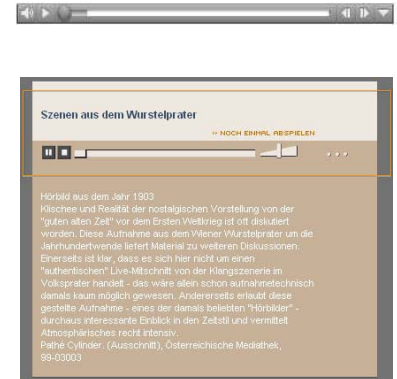 Szenen aus dem Wurstelprater
» NOCH EINMAL ABSPIELEN
Hörbild aus dem Jahr 1903
Klischee und Realität der nostalgischen Vorstellung von der
"guten alten Zeit" vor dem Ersten Weltkrieg ist oft diskutiert
worden. Diese Aufnahme aus dem Wiener Wurstelprater um die
Jahrhundertwende liefert Material zu weiteren Diskussionen.
Einerseits ist klar, dass es sich hier nicht um einen
"authentischen" Live-Mitschnitt von der Klangszenerie im
Volksprater handelt - das wäre allein schon aufnahmetechnisch
damals kaum möglich gewesen. Andererseits erlaubt diese
gestellte Aufnahme - eines der damals beliebten "Hörbilder" -
durchaus interessante Einblick in den Zeitstil und vermittelt
Atmosphärisches recht intensiv.
Pathé Cylinder. (Ausschnitt), Österreichische Mediathek,
99-03003